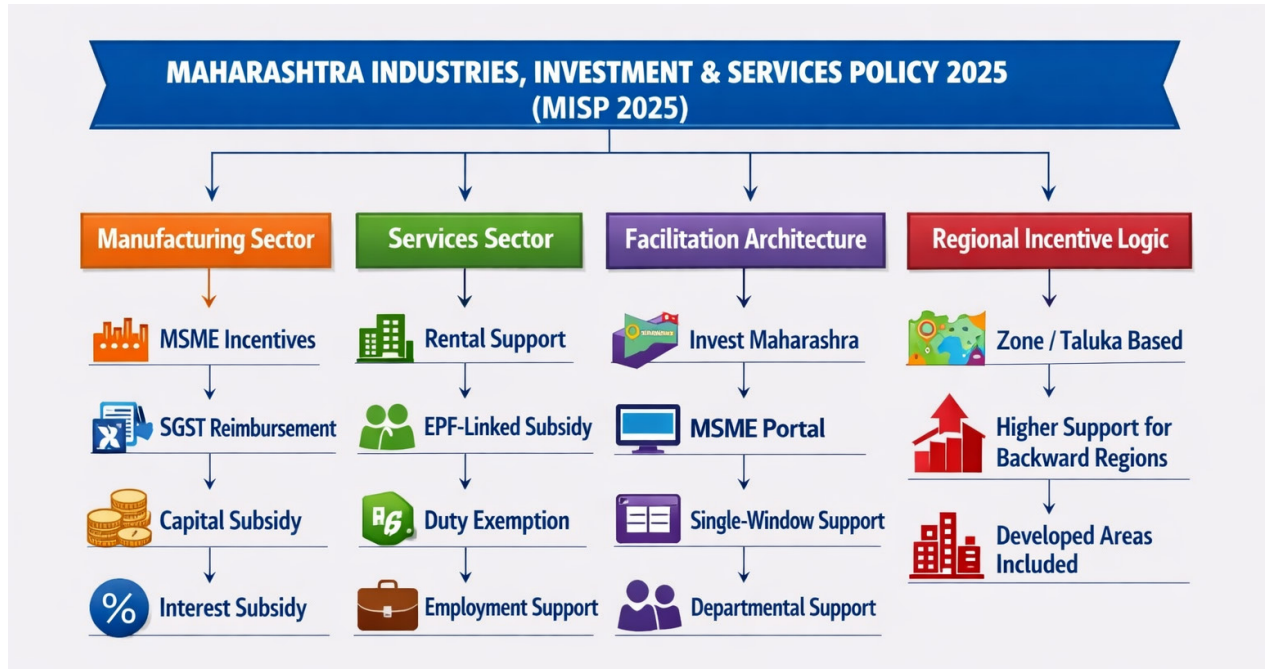 MAHARASHTRA INDUSTRIES, INVESTMENT & SERVICES POLICY 2025
(MISP 2025)
Manufacturing Sector
MSME Incentives
SGST Reimbursement
Capital Subsidy
%
Interest Subsidy
Services Sector
Rental Support
EPF-Linked Subsidy
Duty Exemption
Employment Support
Facilitation Architecture
Invest Maharashra
MSME Portal
Single-Window Support
Departmental Support
Regional Incentive Logic
Zone / Taluka Based
Higher Support for
Backward Regions
Developed Areas
Included